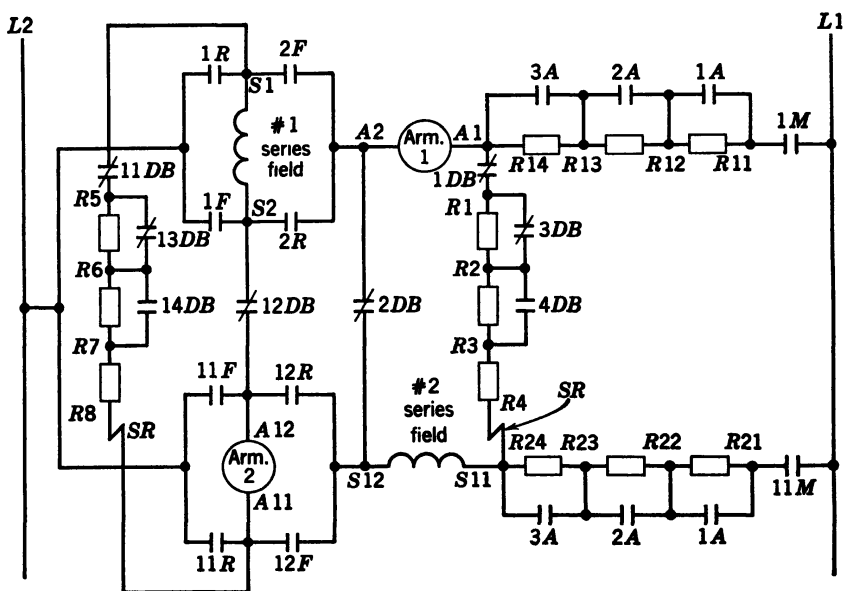 L2
L1
1R
2F
S1
#1
series
field
1F
S2
2R
A2
Arm.
1
A1
3A
2A
1A
1M
R14
R13
R12
R11
11DB
R5
13DB
R6
14DB
R7
R8
SR
12DB
2DB
1DB
R1
3DB
R2
4DB
R3
R4
SR
11F
12R
A12
Arm.
2
A11
11R
12F
#2
series
field
S12
S11
R24
R23
R22
R21
11M
3A
2A
1A